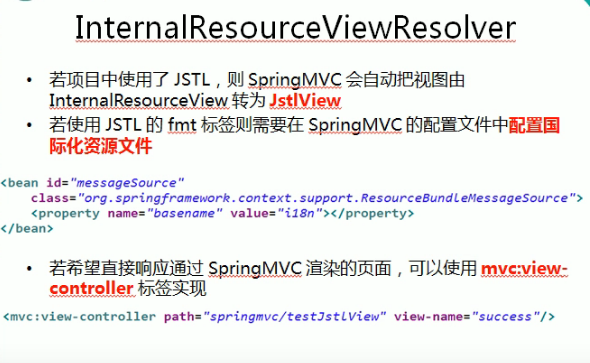 InternalResourceViewResolver
• 若项目中使用了 JSTL，则 SpringMVC 会自动把视图由
InternalResourceView 转为 JstlView
• 若使用 JSTL 的 fmt 标签则需要在 SpringMVC 的配置文件中配置国
际化资源文件
<bean id="messageSource"
class="org.springframework.context.support.ResourceBundleMessageSource">
<property name="basename" value="i18n"></property>
</bean>
• 若希望直接响应通过 SpringMVC 渲染的页面，可以使用 mvc:view-
controller 标签实现
<mvc:view-controller path="springmvc/testJstlView" view-name="success"/>